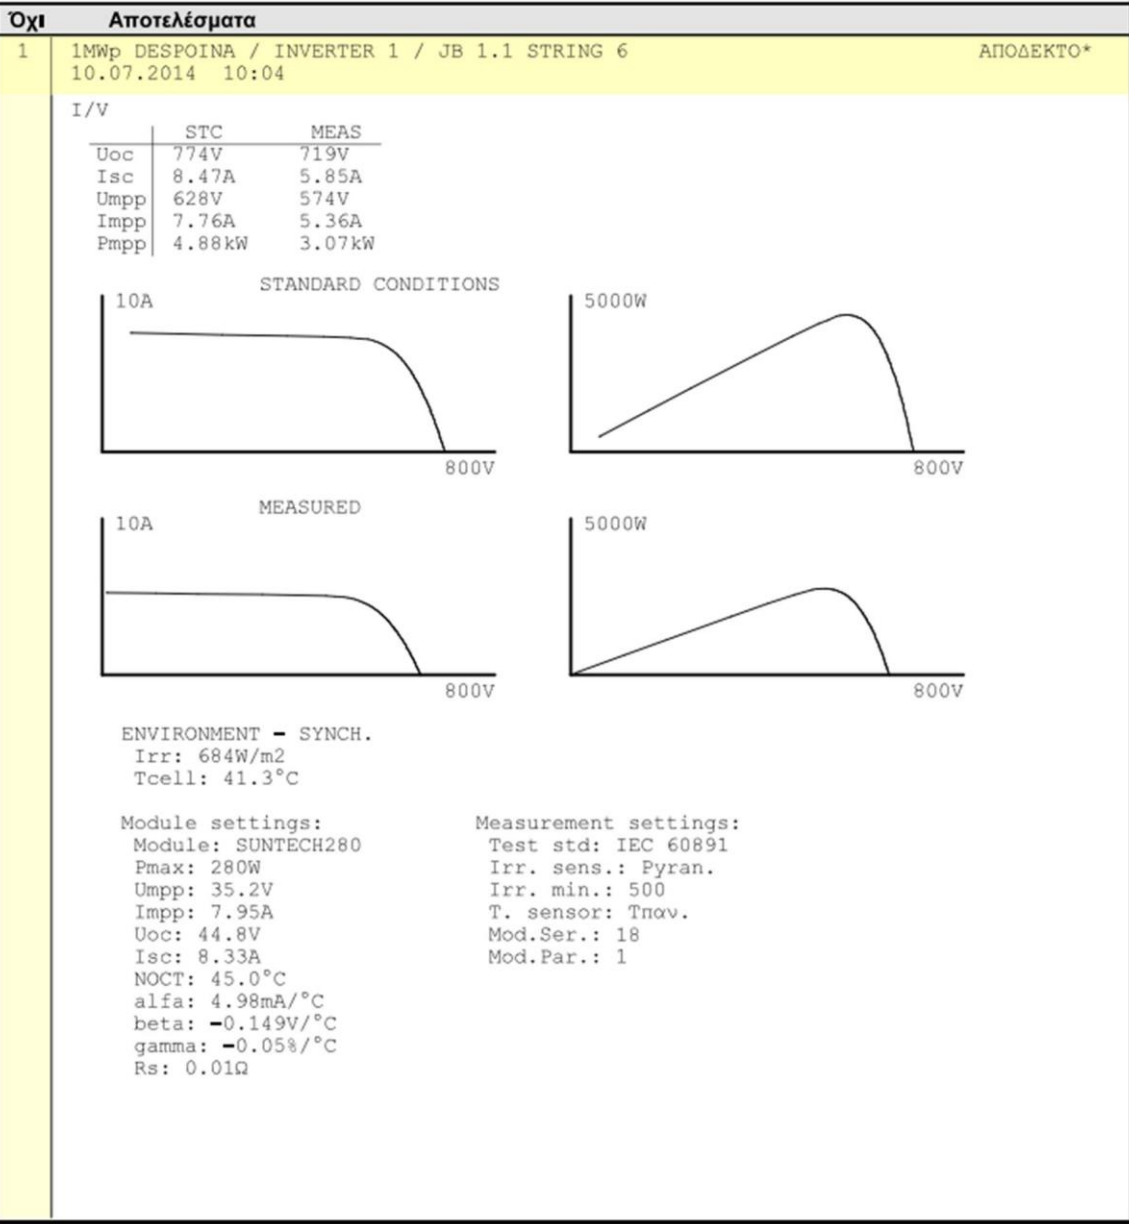 Όχι Αποτελέσματα
1 1MWp DESPOINA / INVERTER 1 / JB 1.1 STRING 6 ΑΠΟΔΕΚΤΟ*
10.07.2014 10:04
I/V
STC MEAS
Uoc 774V 719V
Isc 8.47A 5.85A
Umpp 628V 574V
Impp 7.76A 5.36A
Pmpp 4.88kW 3.07kW
STANDARD CONDITIONS
10A 5000W
800V 800V
MEASURED
10A 5000W
800V 800V
ENVIRONMENT - SYNCH.
Irr: 684W/m2
Tcell: 41.3°C
Module settings:
Module: SUNTECH280
Pmax: 280W
Umpp: 35.2V
Impp: 7.95A
Uoc: 44.8V
Isc: 8.33A
NOCT: 45.0°C
alfa: 4.98mA/°C
beta: -0.149V/°C
gamma: -0.05%/°C
Rs: 0.01Ω
Measurement settings:
Test std: IEC 60891
Irr. sens.: Pyran.
Irr. min.: 500
T. sensor: Tπαν.
Mod.Ser.: 18
Mod.Par.: 1